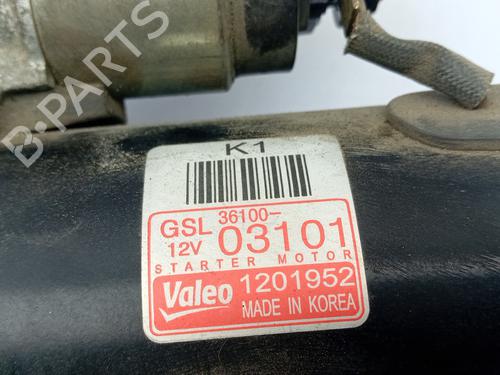 B-PARTS
K1
GSL 36100-
12V 03101
STARTER MOTOR
Valeo 1201952
MADE IN KOREA